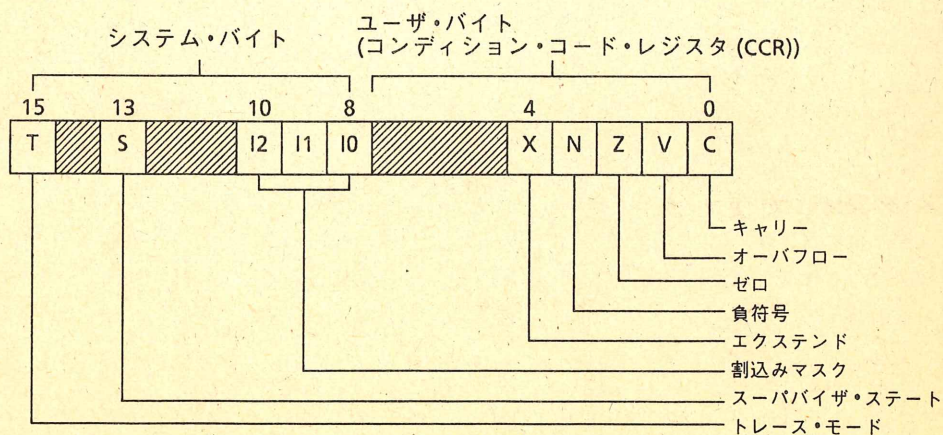 システム・バイト
ユーザ・バイト
(コンディション・コード・レジスタ(CCR))
15 13 10 8 4 0
T S I2 I1 I0 X N Z V C
キャリー
オーバフロー
ゼロ
負符号
エクステンド
割込みマスク
スーパバイザ・ステート
トレース・モード